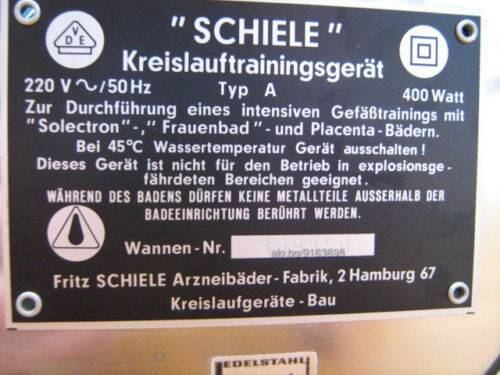 VDE
"SCHIELE"
Kreislauftrainingsgerät
220 V ~/50Hz Typ A 400 Watt
Zur Durchführung eines intensiven Gefäßtrainings mit
"Solectron"-," Frauenbad"- und Placenta-Bädern.
Bei 45°C Wassertemperatur Gerät ausschalten!
Dieses Gerät ist nicht für den Betrieb in explosionsge-
fährdeten Bereichen geeignet.
WÄHREND DES BADENS DÜRFEN KEINE METALLTEILE AUSSERHALB DER
BADEEINRICHTUNG BERÜHRT WERDEN.
Wannen-Nr.
Fritz SCHIELE Arzneibäder-Fabrik, 2 Hamburg 67
Kreislaufgeräte-Bau
EDELSTAHL